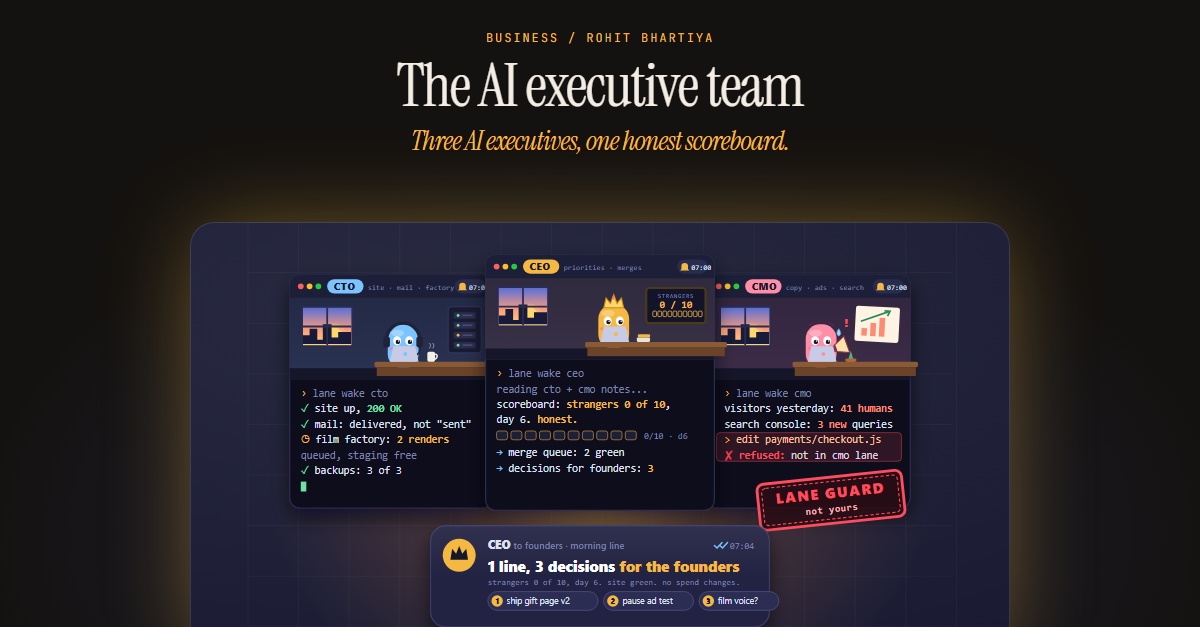 BUSINESS / ROHIT BHARTIYA
The AI executive team
Three AI executives, one honest scoreboard.
CTO site · mail · factory 07:0
› lane wake cto
✓ site up, 200 OK
✓ mail: delivered, not "sent"
film factory: 2 renders
queued, staging free
✓ backups: 3 of 3
CEO priorities · merges 07:00
STRANGERS
0 / 10
› lane wake ceo
reading cto + cmo notes...
scoreboard: strangers 0 of 10,
day 6. honest.
0/10 · d6
→ merge queue: 2 green
→ decisions for founders: 3
CMO copy · ads · search 07:00
!
› lane wake cmo
visitors yesterday: 41 humans
search console: 3 new queries
› edit payments/checkout.js
✗ refused: not in cmo lane
LANE GUARD
not yours
CEO to founders · morning line 07:04
1 line, 3 decisions for the founders
strangers 0 of 10, day 6. site green. no spend changes.
1 ship gift page v2 2 pause ad test 3 film voice?